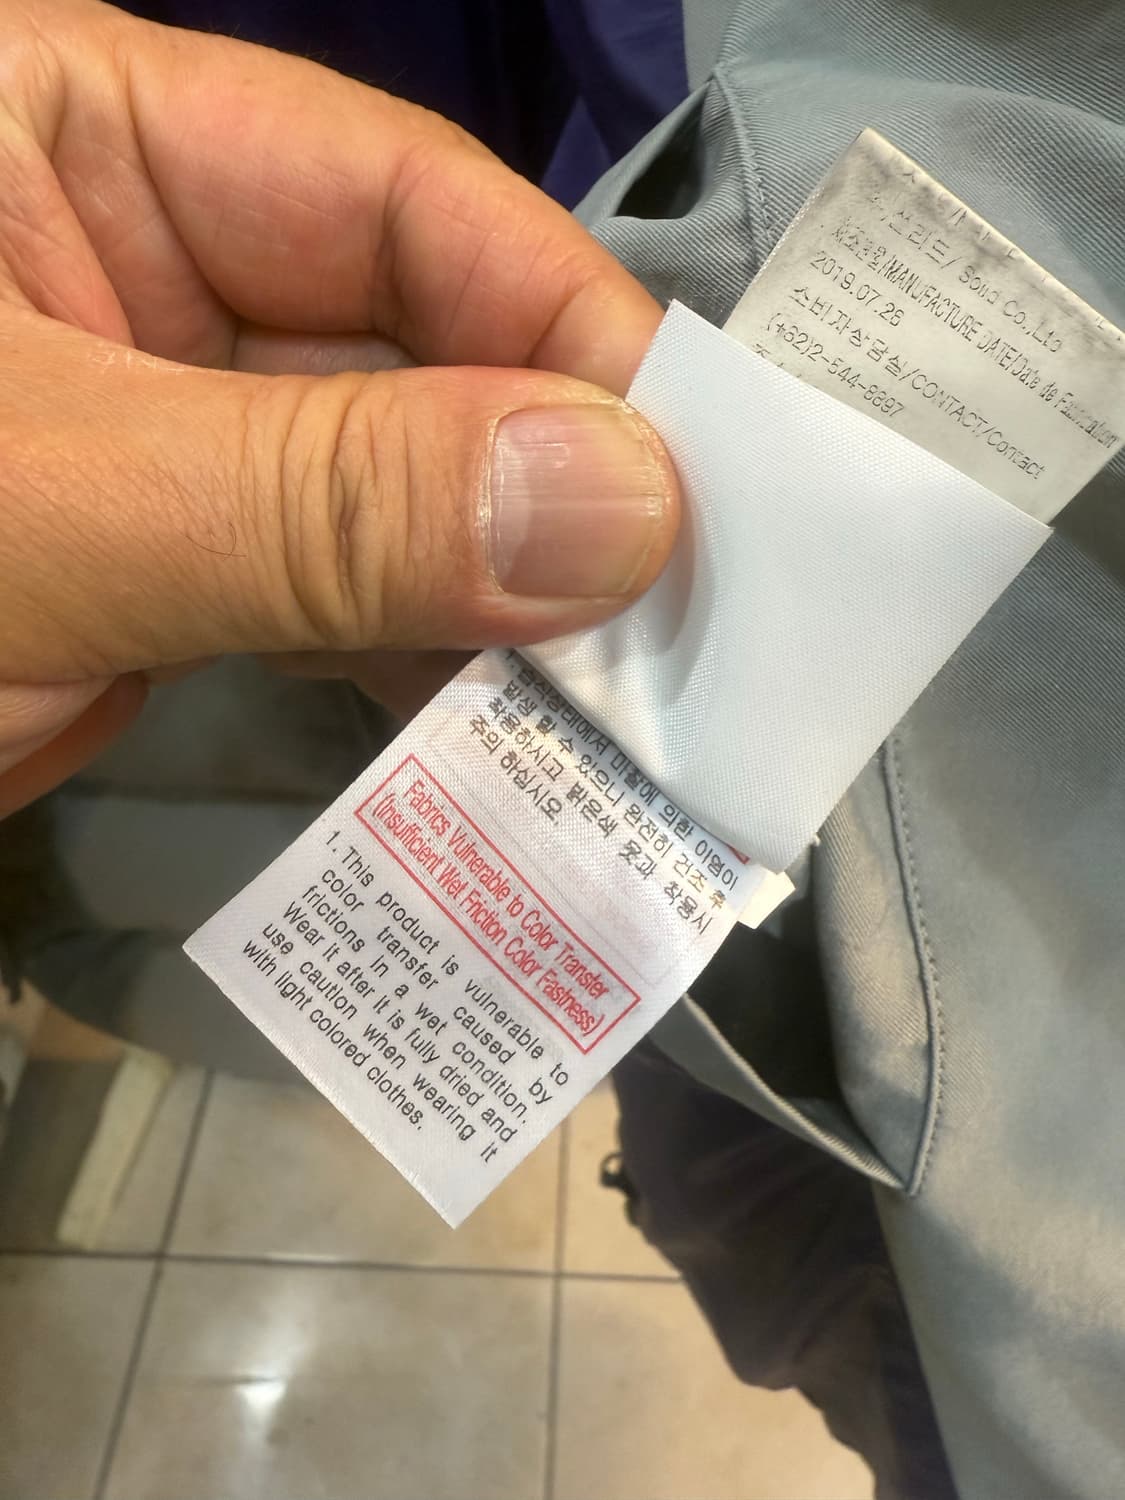 쏠리드/ Solid Co.,Ltd
제조연월/MANUFACTURE DATE/Date de Fabrication
2019.07.26
소비자상담실/CONTACT/Contact
(+82)2-544-8897
1. 습식상태에서 마찰에 의한 이염이
발생 할 수 있으니 완전히 건조 후
착용하시고 밝은색 옷과 착용시
주의 하십시오.
Fabrics Vulnerable to Color Transfer
(Insufficient Wet Friction Color Fastness)
1. This product is vulnerable to
color transfer caused by
frictions in a wet condition.
Wear it after it is fully dried and
use caution when wearing it
with light colored clothes.